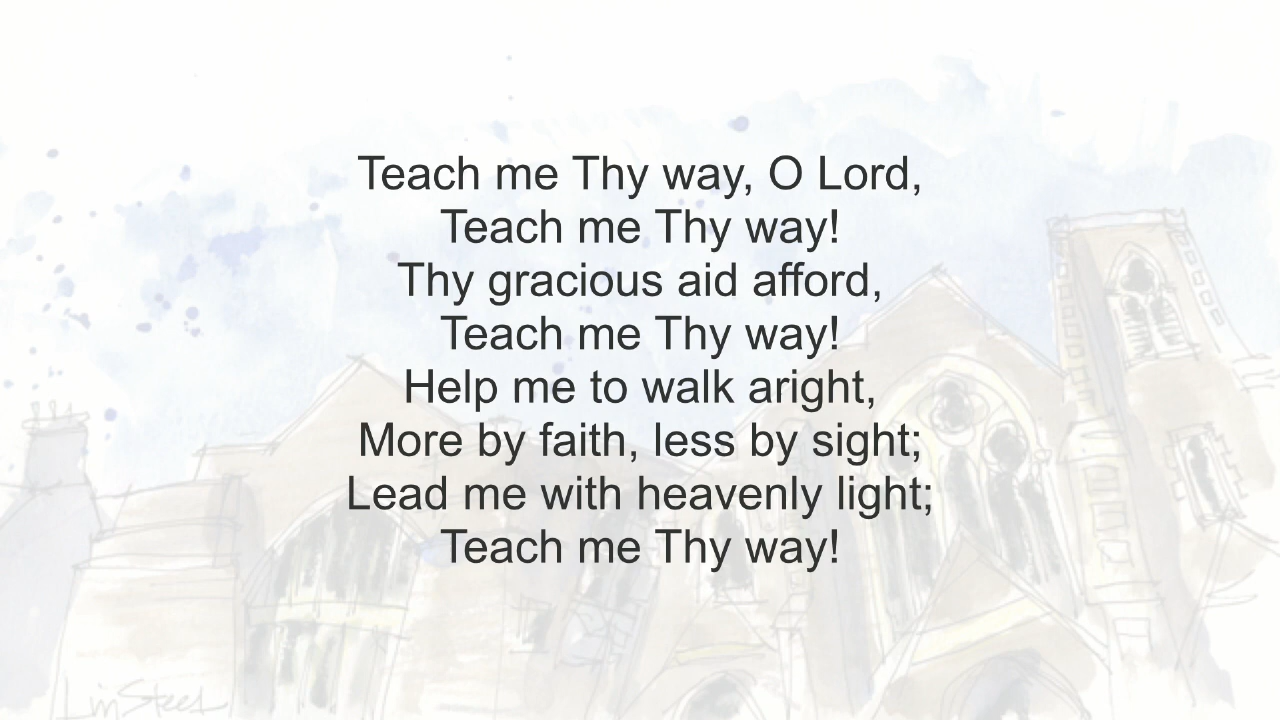 Teach me Thy way, O Lord,
Teach me Thy way!
Thy gracious aid afford,
Teach me Thy way!
Help me to walk aright,
More by faith, less by sight;
Lead me with heavenly light;
Teach me Thy way!